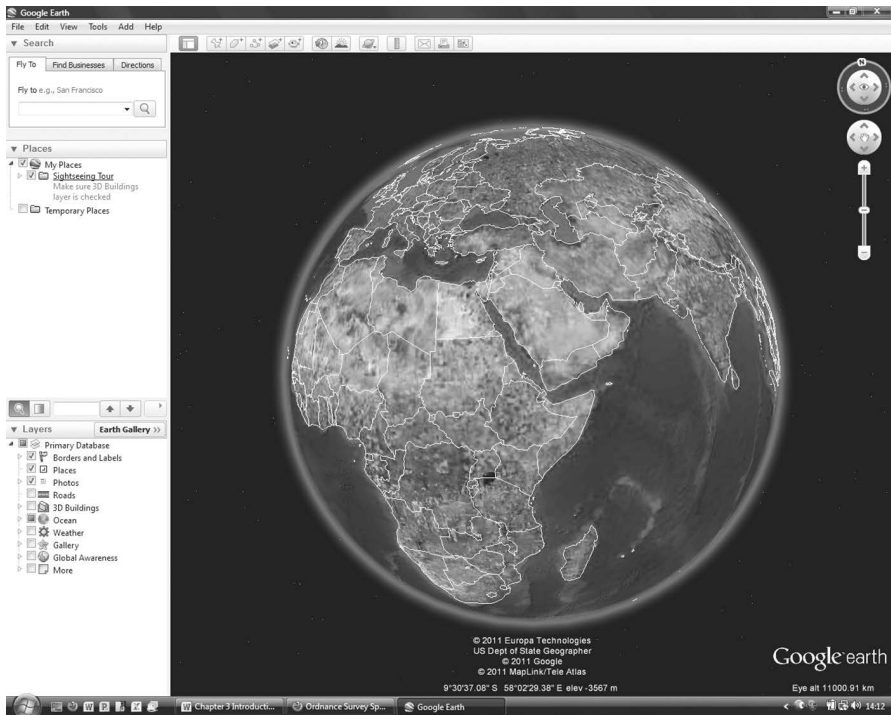 Google Earth
File Edit View Tools Add Help
Search
Fly To Find Businesses Directions
Fly to e.g., San Francisco
Places
My Places
Sightseeing Tour
Make sure 3D Buildings
layer is checked
Temporary Places
Layers
Earth Gallery >>
Primary Database
Borders and Labels
Places
Photos
Roads
3D Buildings
Ocean
Weather
Gallery
Global Awareness
More
N
© 2011 Europa Technologies
US Dept of State Geographer
© 2011 Google
© 2011 MapLink/Tele Atlas
Google earth
9°30'37.08" S 58°02'29.38" E elev -3567 m
Eye alt 11000.91 km
Chapter 3 Introducti...
Ordnance Survey Sp...
Google Earth
14:12